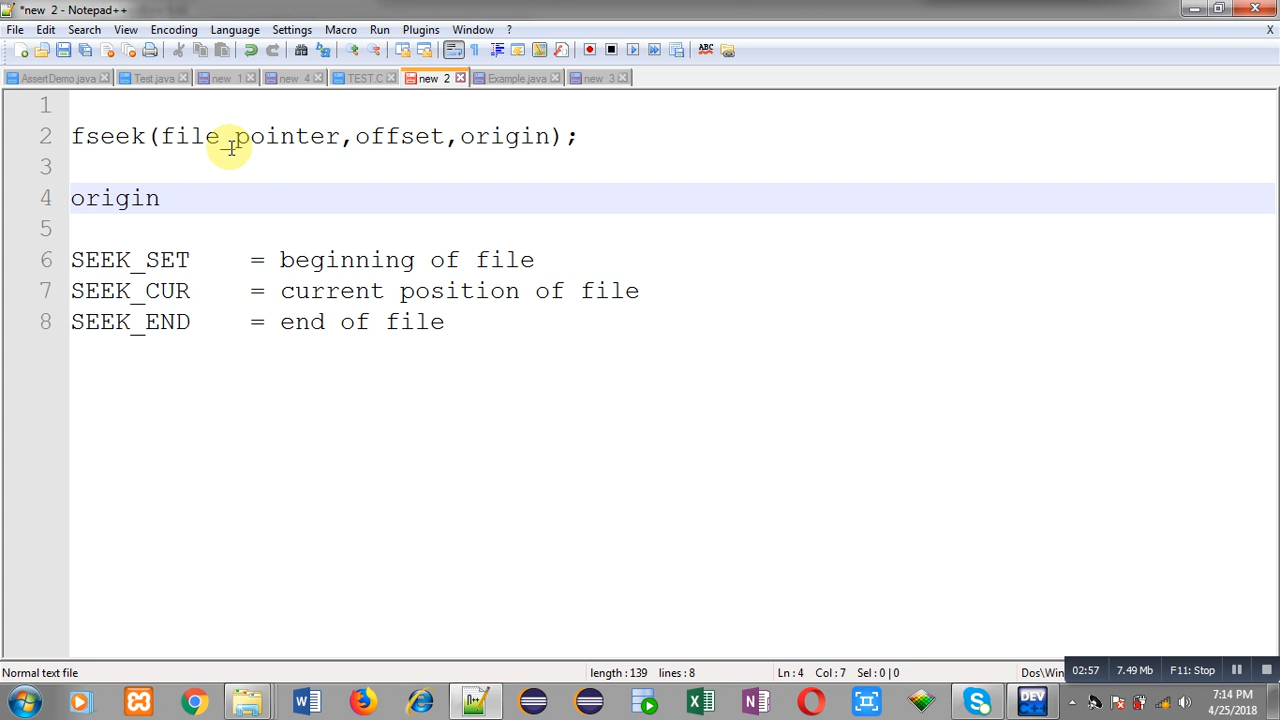 *new 2 - Notepad++
File Edit Search View Encoding Language Settings Macro Run Plugins Window ? X
AssertDemo.java Test.java new 1 new 4 TEST.C new 2 Example.java new 3
1
2 fseek(file_pointer,offset,origin);
3
4 origin
5
6 SEEK_SET = beginning of file
7 SEEK_CUR = current position of file
8 SEEK_END = end of file
Normal text file length : 139 lines : 8 Ln : 4 Col : 7 Sel : 0 | 0 Dos\Win 02:57 7.49 Mb F11: Stop
7:14 PM
4/25/2018